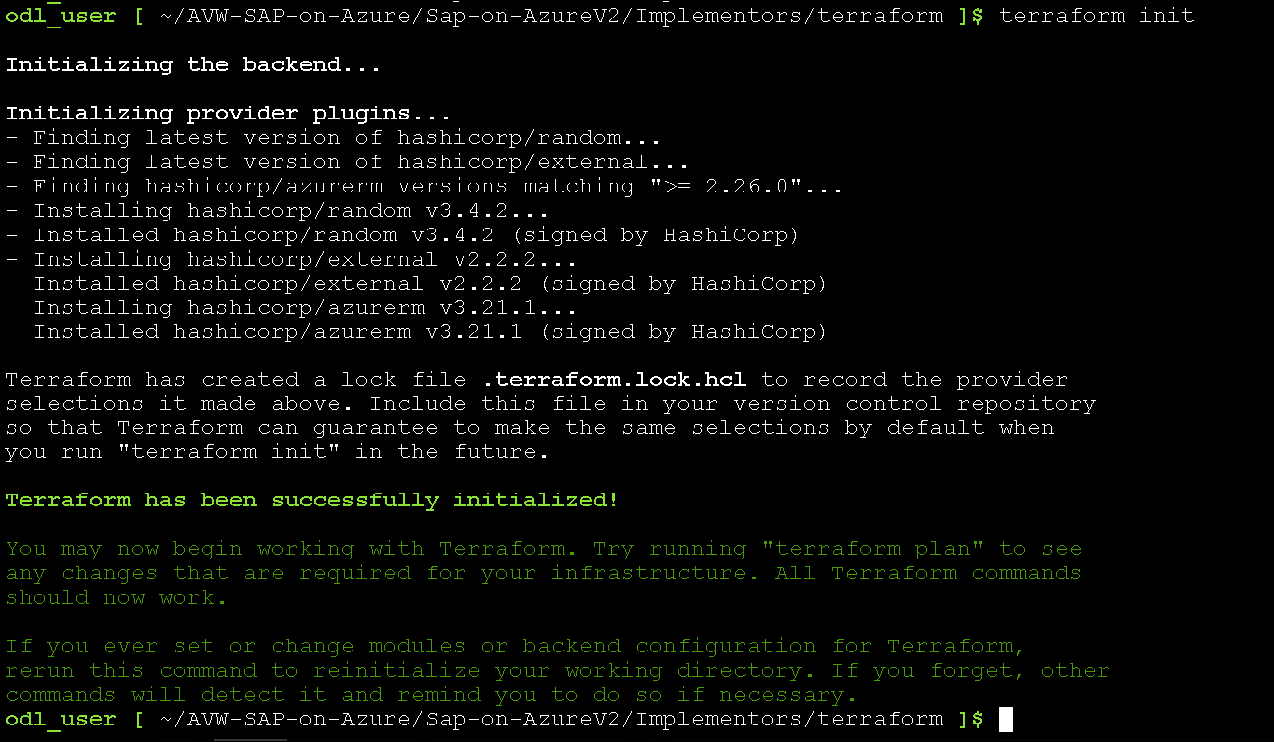 odl_user [ ~/AVW-SAP-on-Azure/Sap-on-AzureV2/Implementors/terraform ]$ terraform init
Initializing the backend...
Initializing provider plugins...
- Finding latest version of hashicorp/random...
- Finding latest version of hashicorp/external...
- Finding hashicorp/azurerm versions matching ">= 2.26.0"...
- Installing hashicorp/random v3.4.2...
- Installed hashicorp/random v3.4.2 (signed by HashiCorp)
- Installing hashicorp/external v2.2.2...
Installed hashicorp/external v2.2.2 (signed by HashiCorp)
Installing hashicorp/azurerm v3.21.1...
Installed hashicorp/azurerm v3.21.1 (signed by HashiCorp)
Terraform has created a lock file .terraform.lock.hcl to record the provider
selections it made above. Include this file in your version control repository
so that Terraform can guarantee to make the same selections by default when
you run "terraform init" in the future.
Terraform has been successfully initialized!
You may now begin working with Terraform. Try running "terraform plan" to see
any changes that are required for your infrastructure. All Terraform commands
should now work.
If you ever set or change modules or backend configuration for Terraform,
rerun this command to reinitialize your working directory. If you forget, other
commands will detect it and remind you to do so if necessary.
odl_user [ ~/AVW-SAP-on-Azure/Sap-on-AzureV2/Implementors/terraform ]$